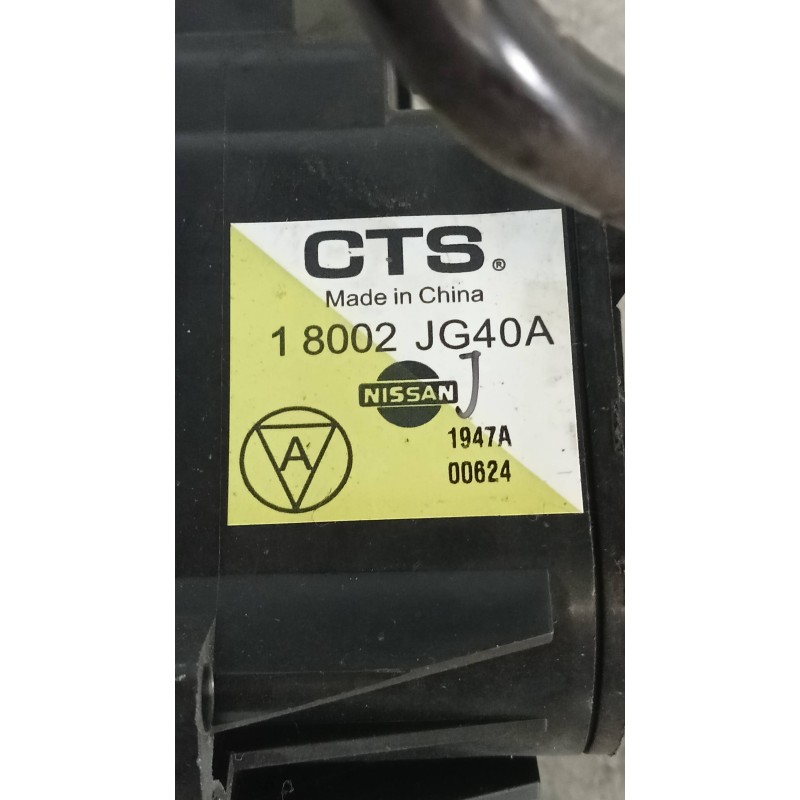 CTS®
Made in China
1 8002 JG40A
NISSAN J
A
1947A
00624
P